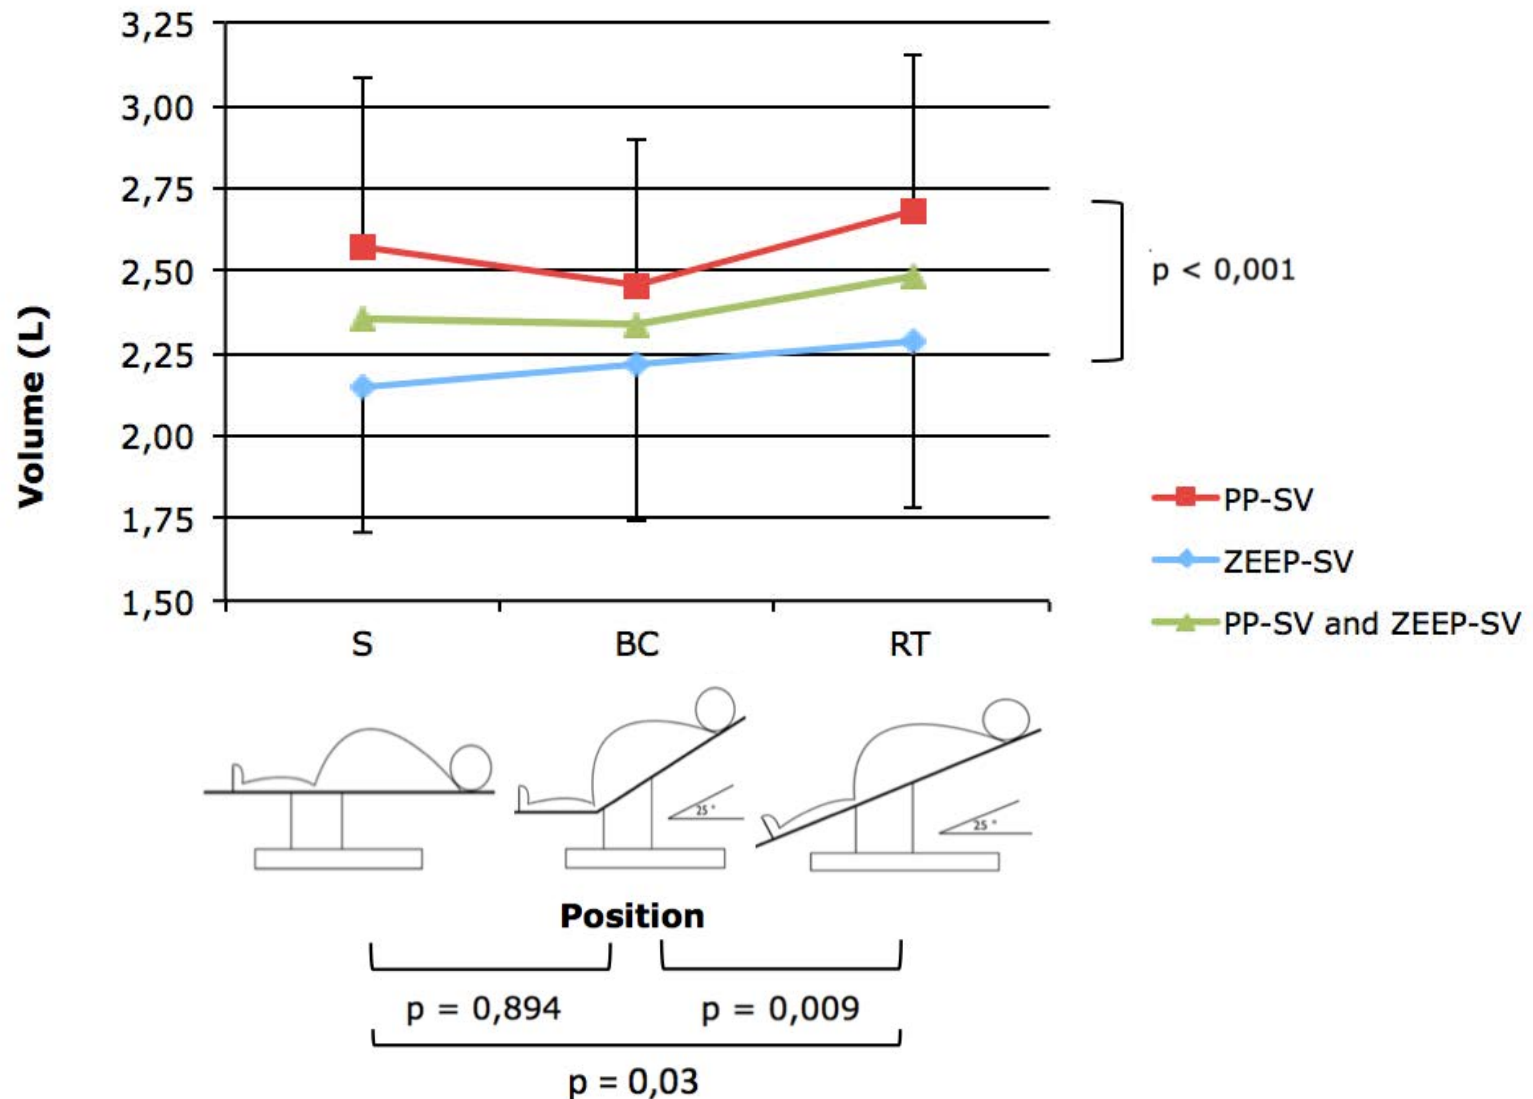 3,25
3,00
2,75
2,50
2,25
2,00
1,75
1,50
Volume (L)
p < 0,001
PP-SV
ZEEP-SV
PP-SV and ZEEP-SV
S BC RT
25 °
25 °
Position
p = 0,894 p = 0,009
p = 0,03